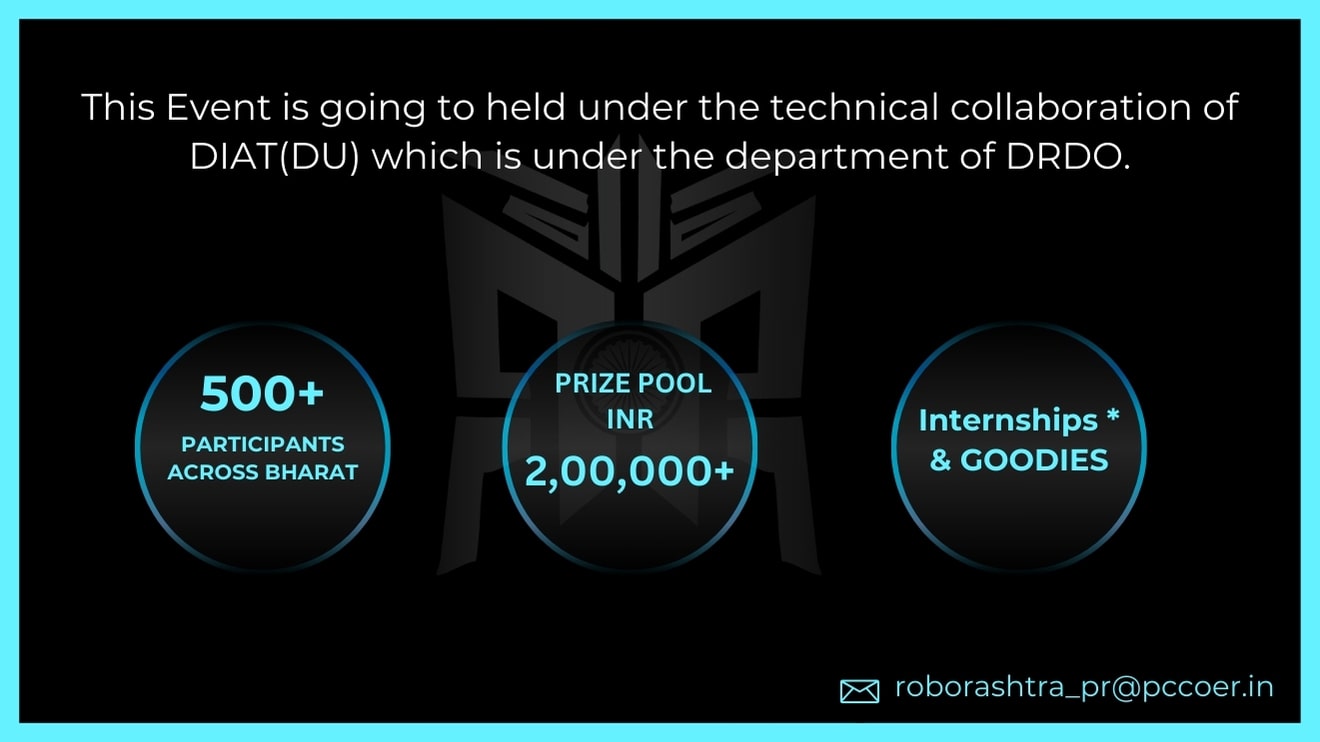 This Event is going to held under the technical collaboration of
DIAT(DU) which is under the department of DRDO.
500+
PARTICIPANTS
ACROSS BHARAT
PRIZE POOL
INR
2,00,000+
Internships *
& GOODIES
roborashtra_pr@pccoer.in